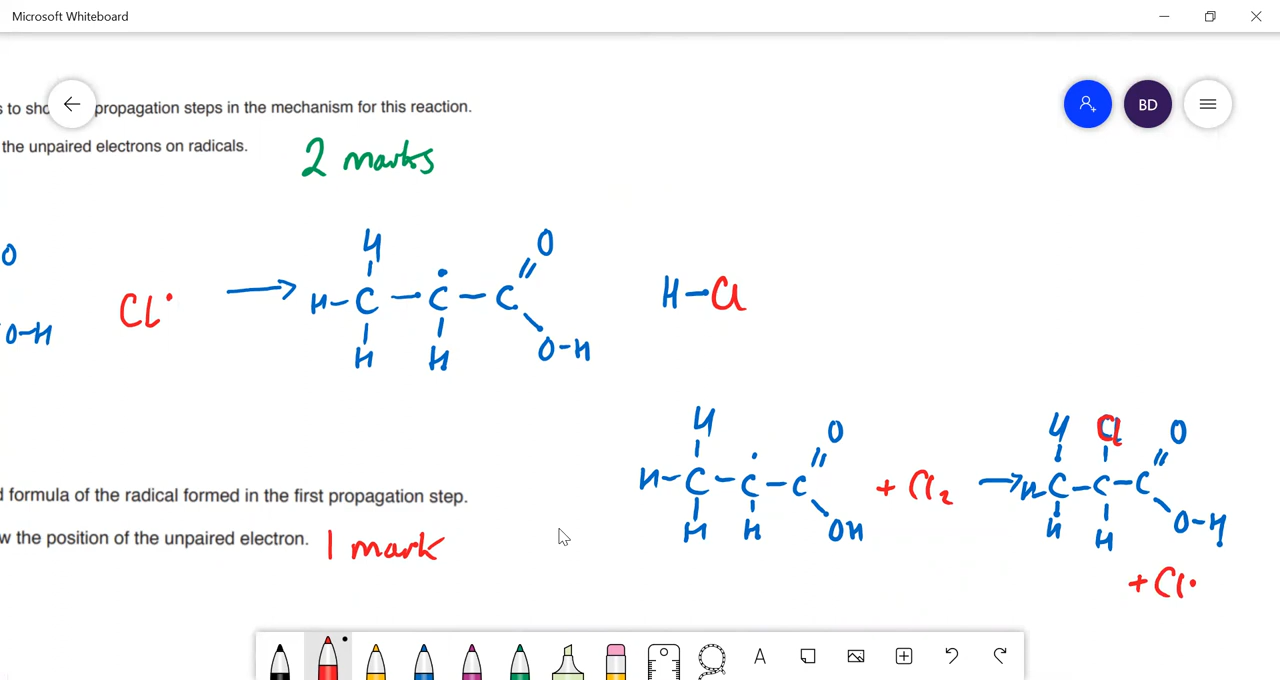 Microsoft Whiteboard
s to sho propagation steps in the mechanism for this reaction.
BD
the unpaired electrons on radicals.
2 marks
H O
O Cl• → H–C–Ċ–C H–Cl
O-H H H O-H
H O H Cl O
H–C–Ċ–C + Cl2 → H–C–C–C
H H OH H H O-H
d formula of the radical formed in the first propagation step.
w the position of the unpaired electron. 1 mark
+ Cl•
A